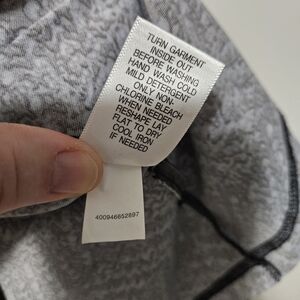 TURN GARMENT
INSIDE OUT
BEFORE WASHING
HAND WASH COLD
MILD DETERGENT
ONLY NON-
CHLORINE BLEACH
WHEN NEEDED
RESHAPE LAY
FLAT TO DRY
COOL IRON
IF NEEDED
400946652897